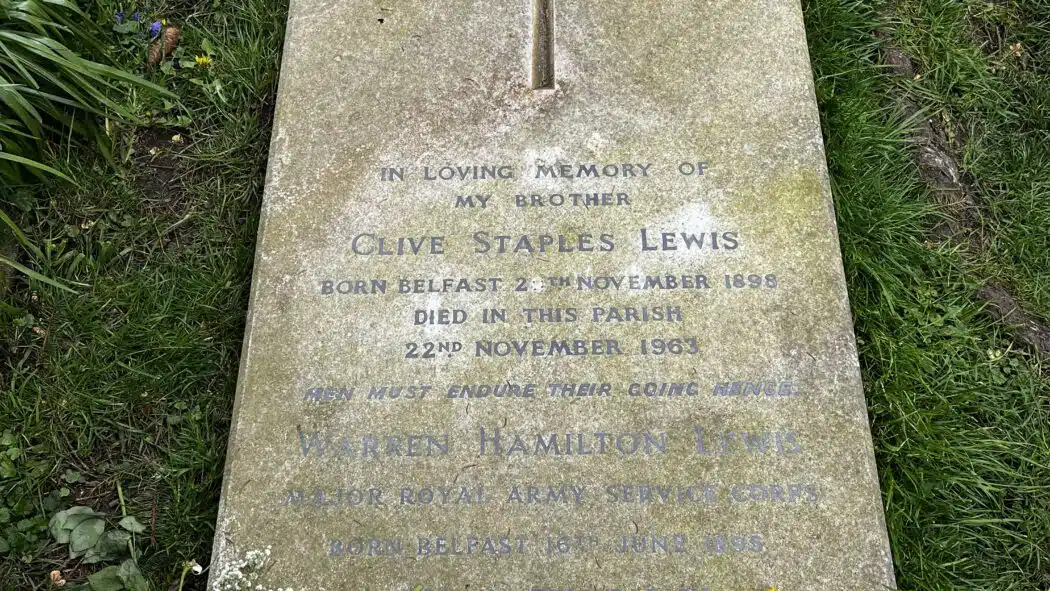 IN LOVING MEMORY OF
MY BROTHER
CLIVE STAPLES LEWIS
BORN BELFAST NOVEMBER 1898
DIED IN THIS PARISH
22ND NOVEMBER 1963
MEN MUST ENDURE THEIR GOING HENCE.
WARREN HAMILTON LEWIS
MAJOR ROYAL ARMY SERVICE CORPS
BORN BELFAST 16TH JUNE 1895